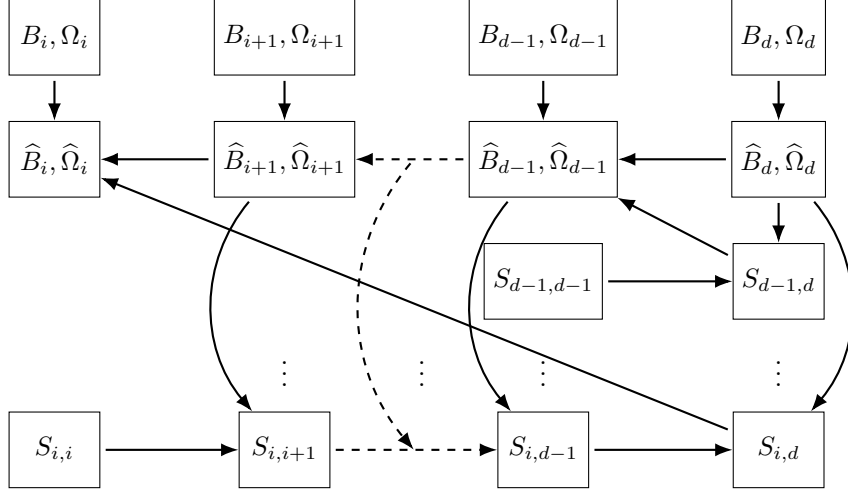 B_i, Ω_i B_{i+1}, Ω_{i+1} B_{d−1}, Ω_{d−1} B_d, Ω_d
B̂_i, Ω̂_i B̂_{i+1}, Ω̂_{i+1} B̂_{d−1}, Ω̂_{d−1} B̂_d, Ω̂_d
S_{d−1,d−1} S_{d−1,d}
⋮ ⋮ ⋮ ⋮
S_{i,i} S_{i,i+1} S_{i,d−1} S_{i,d}